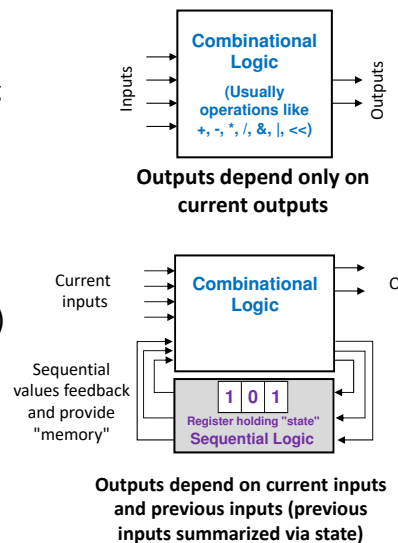 Combinational
Logic
(Usually
operations like
+, -, *, /, &, |, <<)
Inputs
Outputs
Outputs depend only on
current outputs
)
Current
inputs
Combinational
Logic
O
Sequential
values feedback
and provide
"memory"
1 0 1
Register holding "state"
Sequential Logic
Outputs depend on current inputs
and previous inputs (previous
inputs summarized via state)